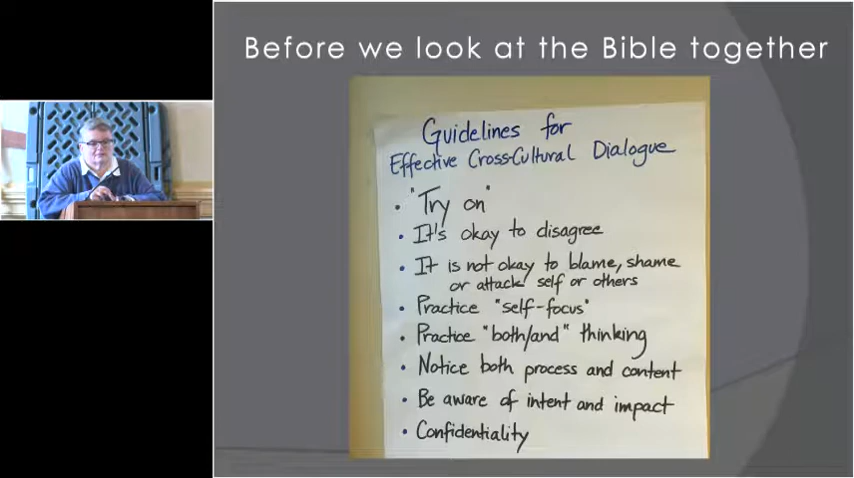 Before we look at the Bible together
Guidelines for
Effective Cross-Cultural Dialogue
• "Try on"
• It's okay to disagree
• It is not okay to blame, shame
or attack self or others
• Practice "self-focus"
• Practice "both/and" thinking
• Notice both process and content
• Be aware of intent and impact
• Confidentiality